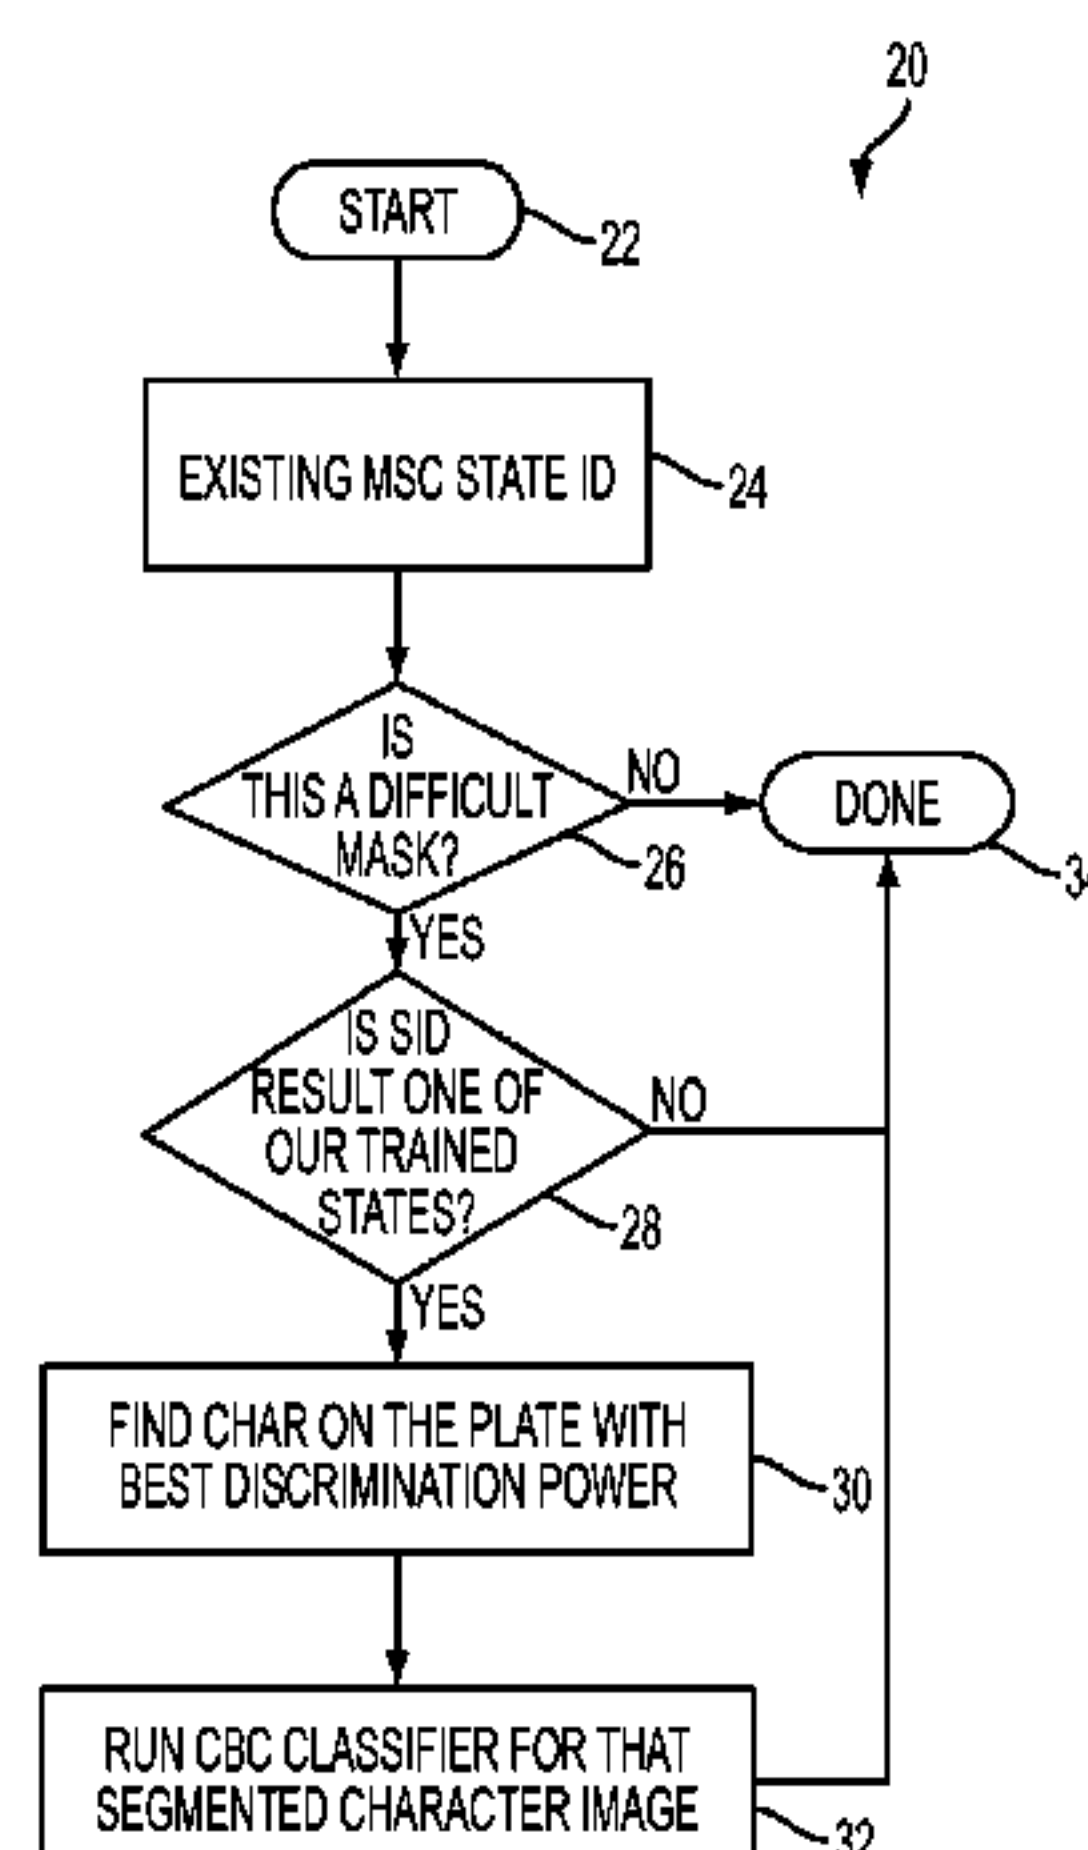 20
START
22
EXISTING MSC STATE ID
24
IS
THIS A DIFFICULT
MASK?
NO
DONE
26
YES
IS SID
RESULT ONE OF
OUR TRAINED
STATES?
NO
28
YES
FIND CHAR ON THE PLATE WITH
BEST DISCRIMINATION POWER
30
RUN CBC CLASSIFIER FOR THAT
SEGMENTED CHARACTER IMAGE
32